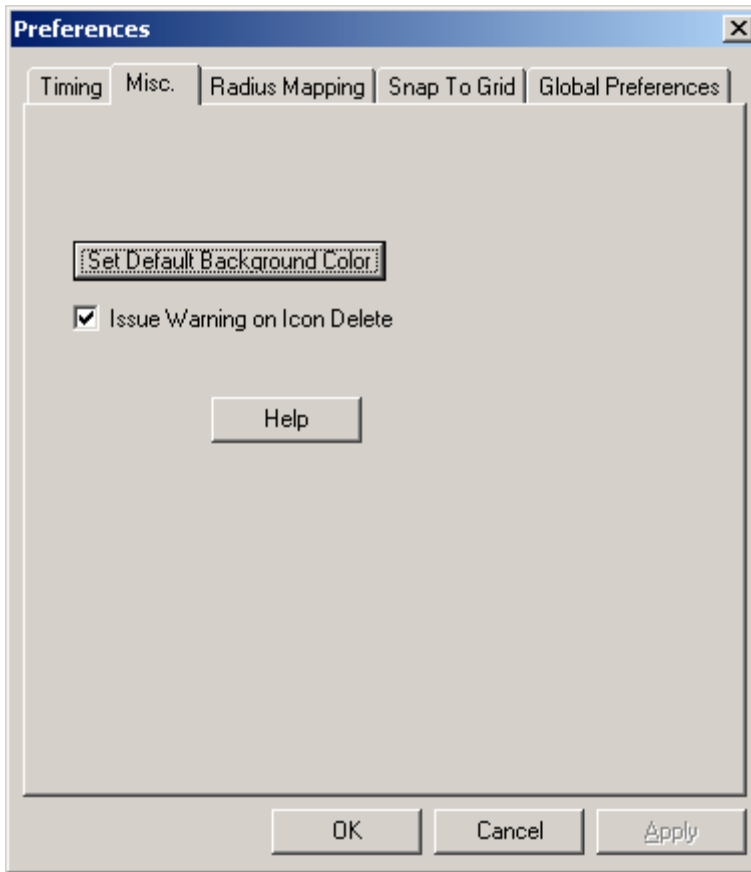 Preferences
Timing Misc. Radius Mapping Snap To Grid Global Preferences
Set Default Background Color
Issue Warning on Icon Delete
Help
OK Cancel Apply